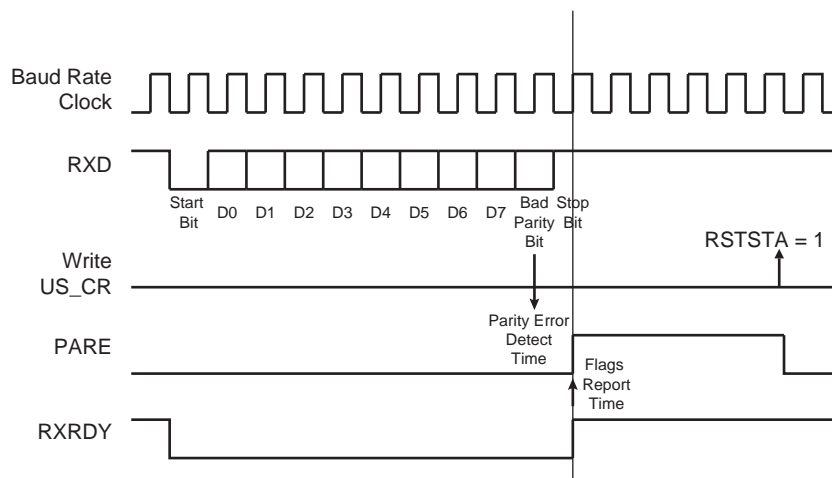 Baud Rate
Clock
RXD
Start
Bit
D0 D1 D2 D3 D4 D5 D6 D7
Bad
Parity
Bit
Stop
Bit
Write
US_CR
RSTSTA = 1
Parity Error
Detect
Time
PARE
Flags
Report
Time
RXRDY